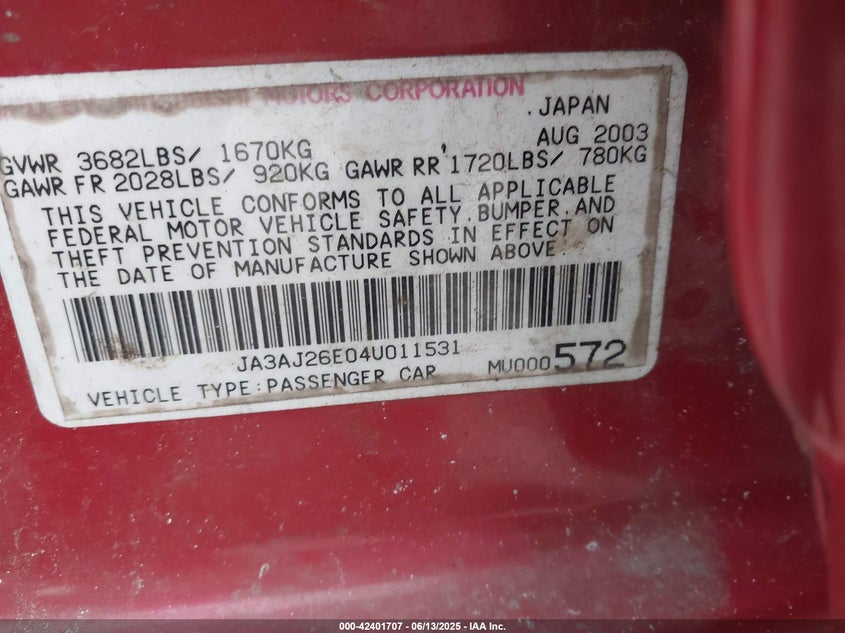 MOTORS CORPORATION
JAPAN
GVWR 3682LBS/ 1670KG AUG 2003
GAWR FR 2028LBS/ 920KG GAWR RR 1720LBS/ 780KG
THIS VEHICLE CONFORMS TO ALL APPLICABLE
FEDERAL MOTOR VEHICLE SAFETY.BUMPER.AND
THEFT PREVENTION STANDARDS IN EFFECT ON
THE DATE OF MANUFACTURE SHOWN ABOVE.
JA3AJ26E04U011531
VEHICLE TYPE:PASSENGER CAR MU000572
000-42401707 - 06/13/2025 - IAA Inc.